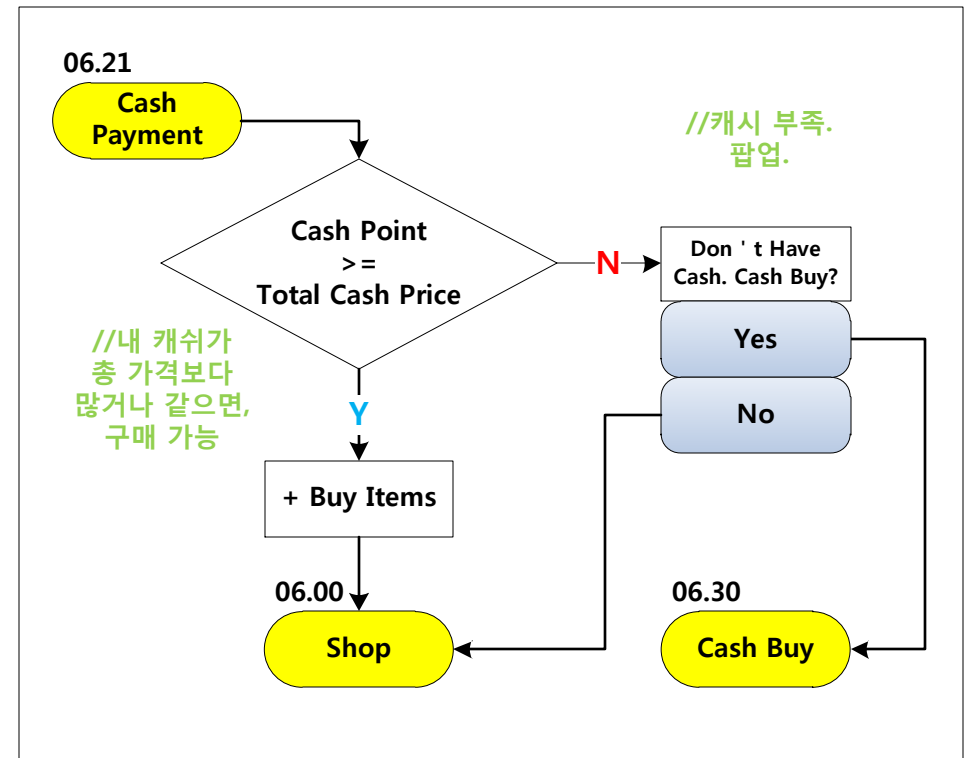 06.21
Cash
Payment
//캐시 부족.
팝업.
Cash Point
>=
Total Cash Price
N
Don ' t Have
Cash. Cash Buy?
Yes
No
//내 캐쉬가
총 가격보다
많거나 같으면,
구매 가능
Y
+ Buy Items
06.00
Shop
06.30
Cash Buy